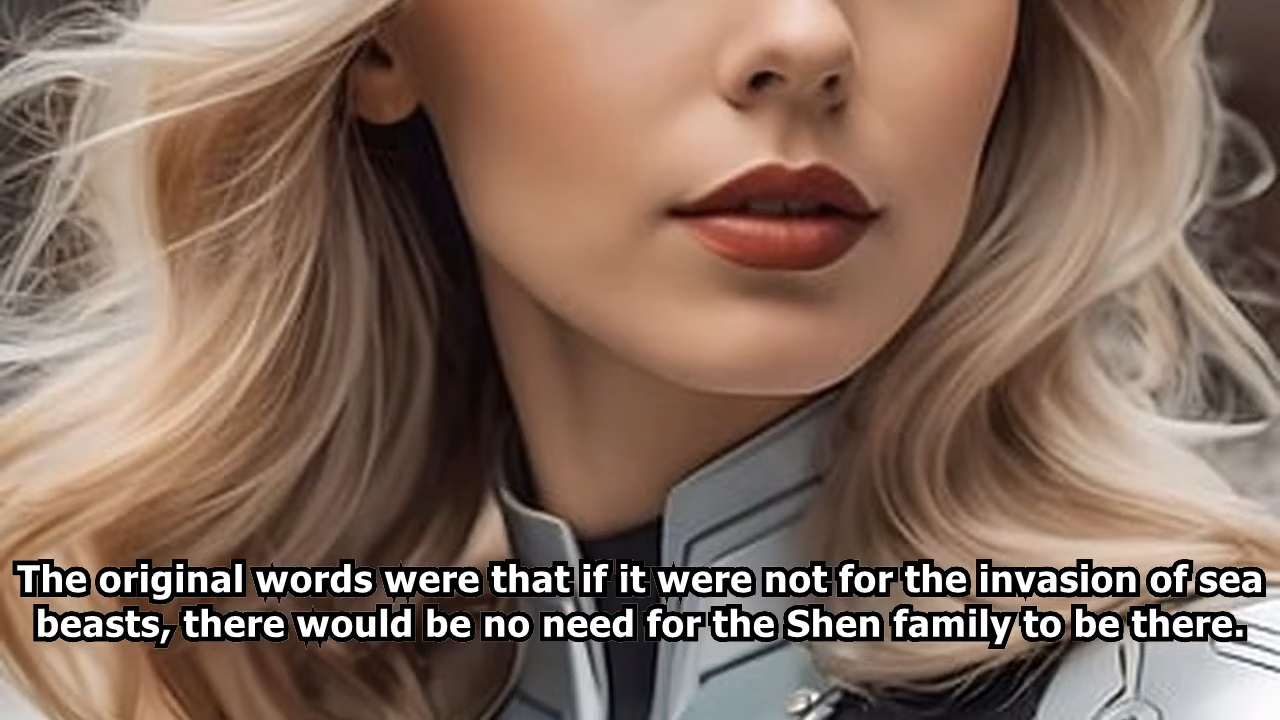 The original words were that if it were not for the invasion of sea
beasts, there would be no need for the Shen family to be there.